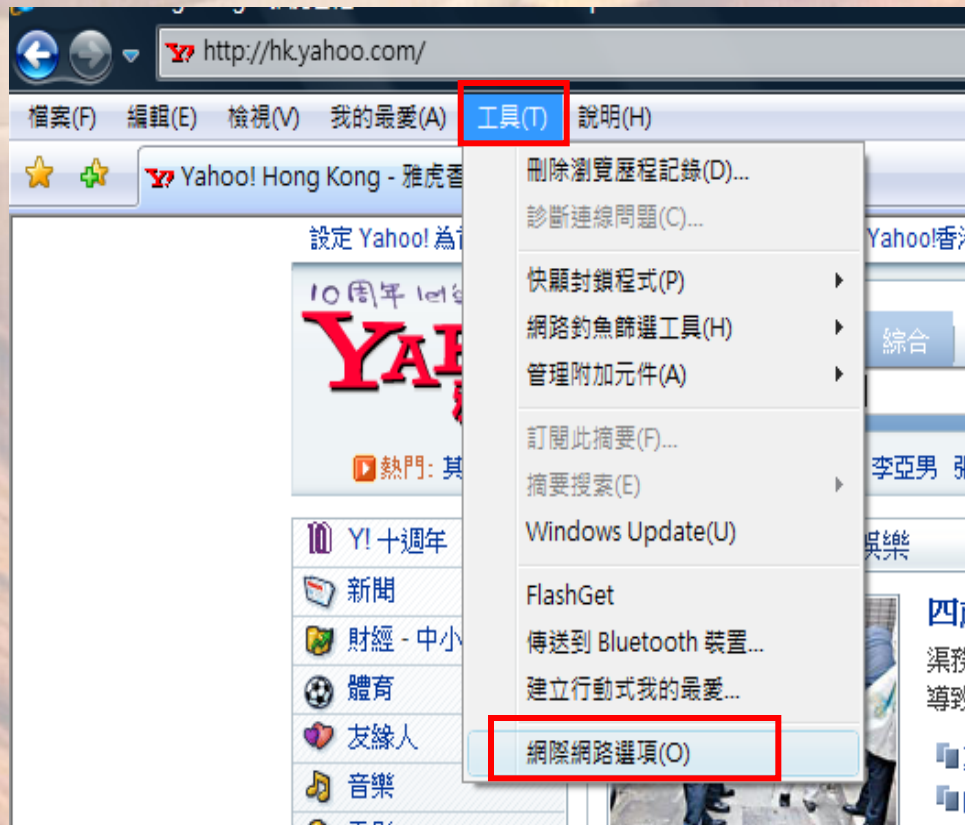 http://hk.yahoo.com/
檔案(F) 編輯(E) 檢視(V) 我的最愛(A) 工具(T) 說明(H)
Yahoo! Hong Kong - 雅虎香
刪除瀏覽歷程記錄(D)...
診斷連線問題(C)...
快顯封鎖程式(P)
網路釣魚篩選工具(H)
管理附加元件(A)
訂閱此摘要(F)...
摘要搜索(E)
Windows Update(U)
FlashGet
傳送到 Bluetooth 裝置...
建立行動式我的最愛...
網際網路選項(O)
設定 Yahoo! 為
Yahoo!香
10周年
YA
綜合
熱門: 其
李亞男
Y! 十週年
新聞
財經 - 中小
體育
友緣人
音樂
娛樂
四
渠務
導致